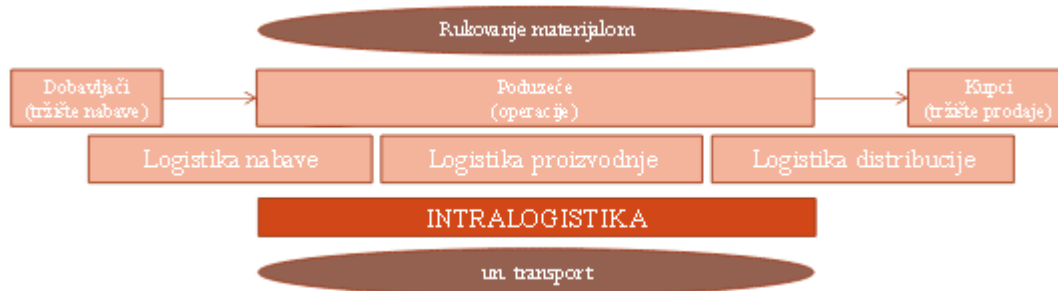 Rukovanje materijalom
Dobavljači
(tržište nabave)
Poduzeće
(operacije)
Kupci
(tržište prodaje)
Logistika nabave
Logistika proizvodnje
Logistika distribucije
INTRALOGISTIKA
un. transport